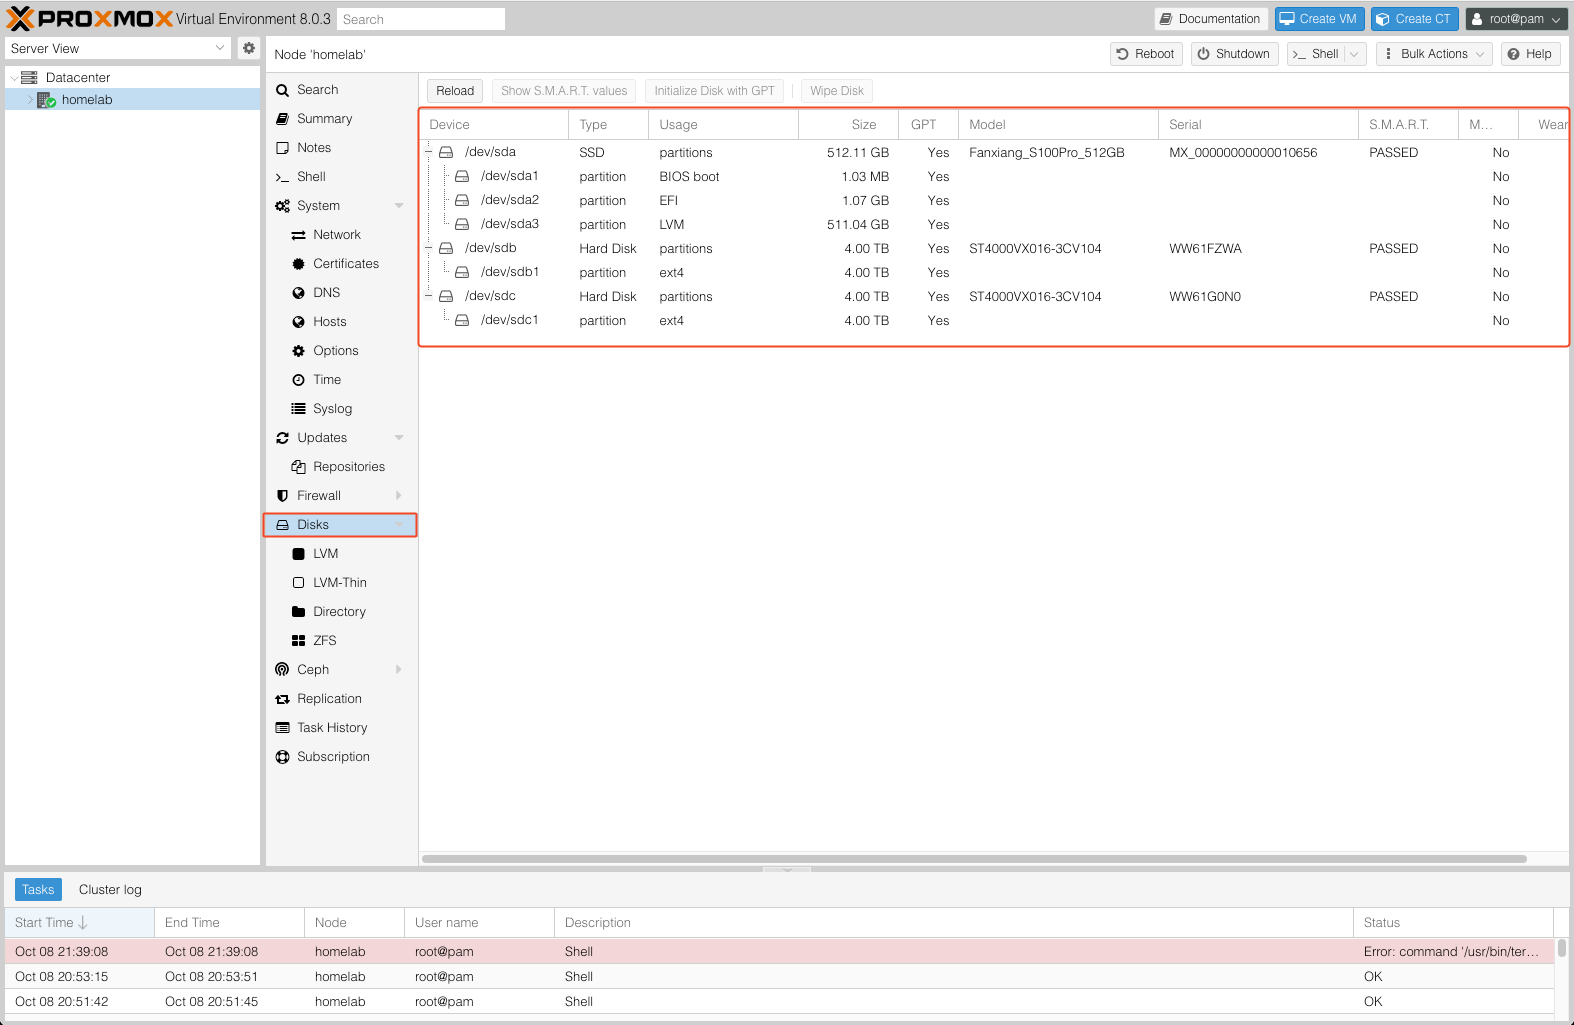 PROXMOX Virtual Environment 8.0.3 Search Documentation Create VM Create CT root@pam
Server View
Node 'homelab' Reboot Shutdown Shell Bulk Actions Help
Datacenter
homelab
Search
Summary
Notes
Shell
System
Network
Certificates
DNS
Hosts
Options
Time
Syslog
Updates
Repositories
Firewall
Disks
LVM
LVM-Thin
Directory
ZFS
Ceph
Replication
Task History
Subscription
Reload Show S.M.A.R.T. values Initialize Disk with GPT Wipe Disk
Device Type Usage Size GPT Model Serial S.M.A.R.T. M... Wear
/dev/sda SSD partitions 512.11 GB Yes Fanxiang_S100Pro_512GB MX_00000000000010656 PASSED No
/dev/sda1 partition BIOS boot 1.03 MB Yes No
/dev/sda2 partition EFI 1.07 GB Yes No
/dev/sda3 partition LVM 511.04 GB Yes No
/dev/sdb Hard Disk partitions 4.00 TB Yes ST4000VX016-3CV104 WW61FZWA PASSED No
/dev/sdb1 partition ext4 4.00 TB Yes No
/dev/sdc Hard Disk partitions 4.00 TB Yes ST4000VX016-3CV104 WW61G0N0 PASSED No
/dev/sdc1 partition ext4 4.00 TB Yes No
Tasks Cluster log
Start Time End Time Node User name Description Status
Oct 08 21:39:08 Oct 08 21:39:08 homelab root@pam Shell Error: command '/usr/bin/ter...
Oct 08 20:53:15 Oct 08 20:53:51 homelab root@pam Shell OK
Oct 08 20:51:42 Oct 08 20:51:45 homelab root@pam Shell OK